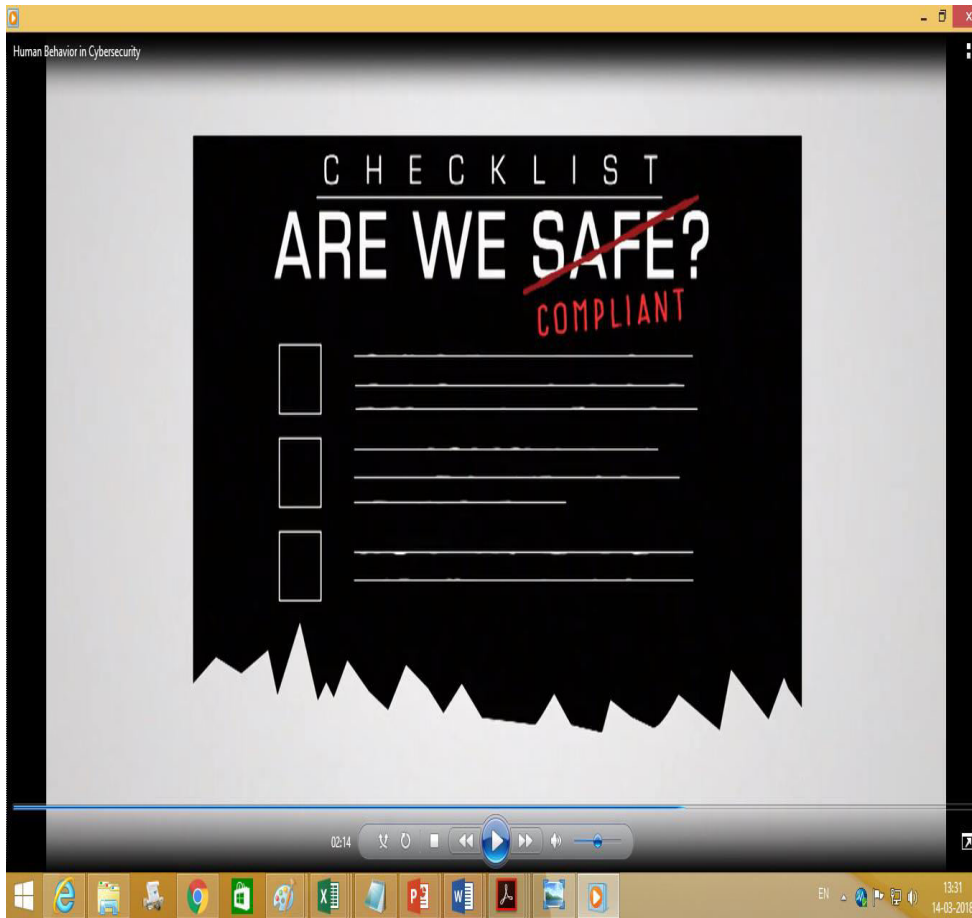 Human Behavior in Cybersecurity
CHECKLIST
ARE WE SAFE?
COMPLIANT
02:14
EN
13:31
14-03-2018